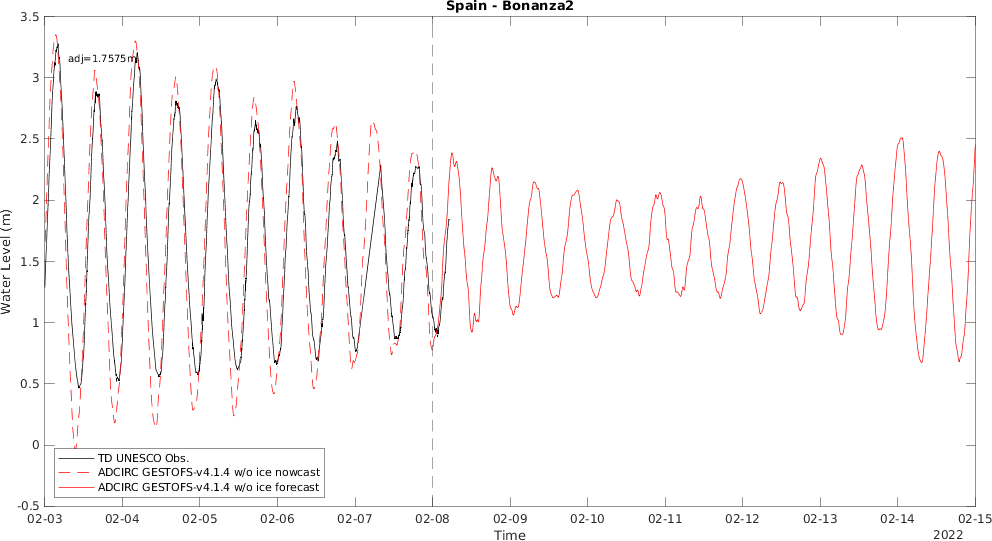 Spain - Bonanza2
3.5
3
2.5
2
1.5
1
0.5
0
-0.5
Water Level (m)
adj=1.7575m
TD UNESCO Obs.
ADCIRC GESTOFS-v4.1.4 w/o ice nowcast
ADCIRC GESTOFS-v4.1.4 w/o ice forecast
02-03 02-04 02-05 02-06 02-07 02-08 02-09 02-10 02-11 02-12 02-13 02-14 02-15
Time
2022